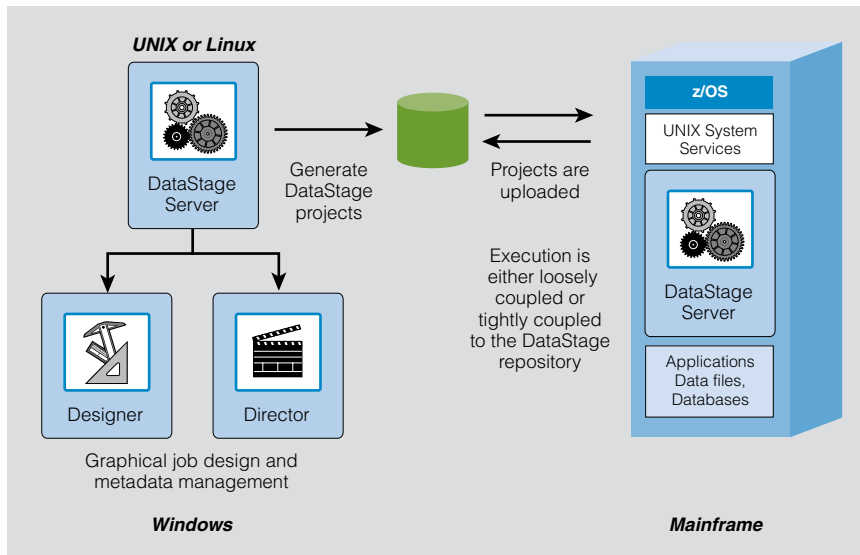 UNIX or Linux
DataStage
Server
Generate
DataStage
projects
Projects are
uploaded
Execution is
either loosely
coupled or
tightly coupled
to the DataStage
repository
Designer
Director
Graphical job design and
metadata management
Windows
z/OS
UNIX System
Services
DataStage
Server
Applications
Data files,
Databases
Mainframe